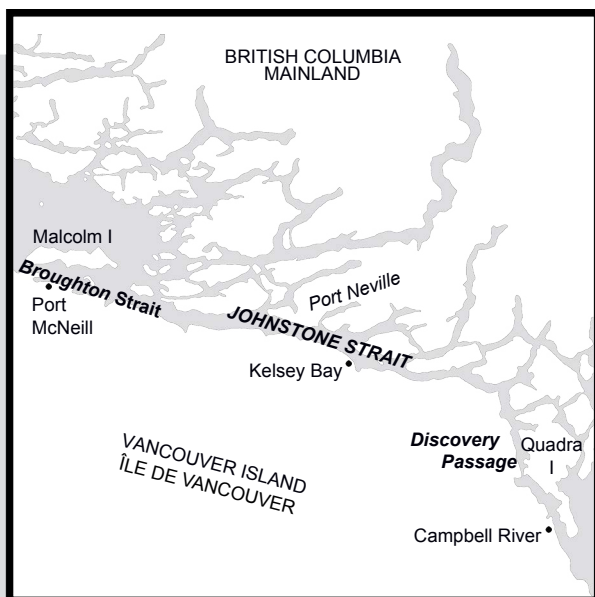 BRITISH COLUMBIA
MAINLAND
Malcolm I
Broughton Strait
Port
McNeill
Port Neville
JOHNSTONE STRAIT
Kelsey Bay
VANCOUVER ISLAND
ÎLE DE VANCOUVER
Discovery
Passage
Quadra
I
Campbell River